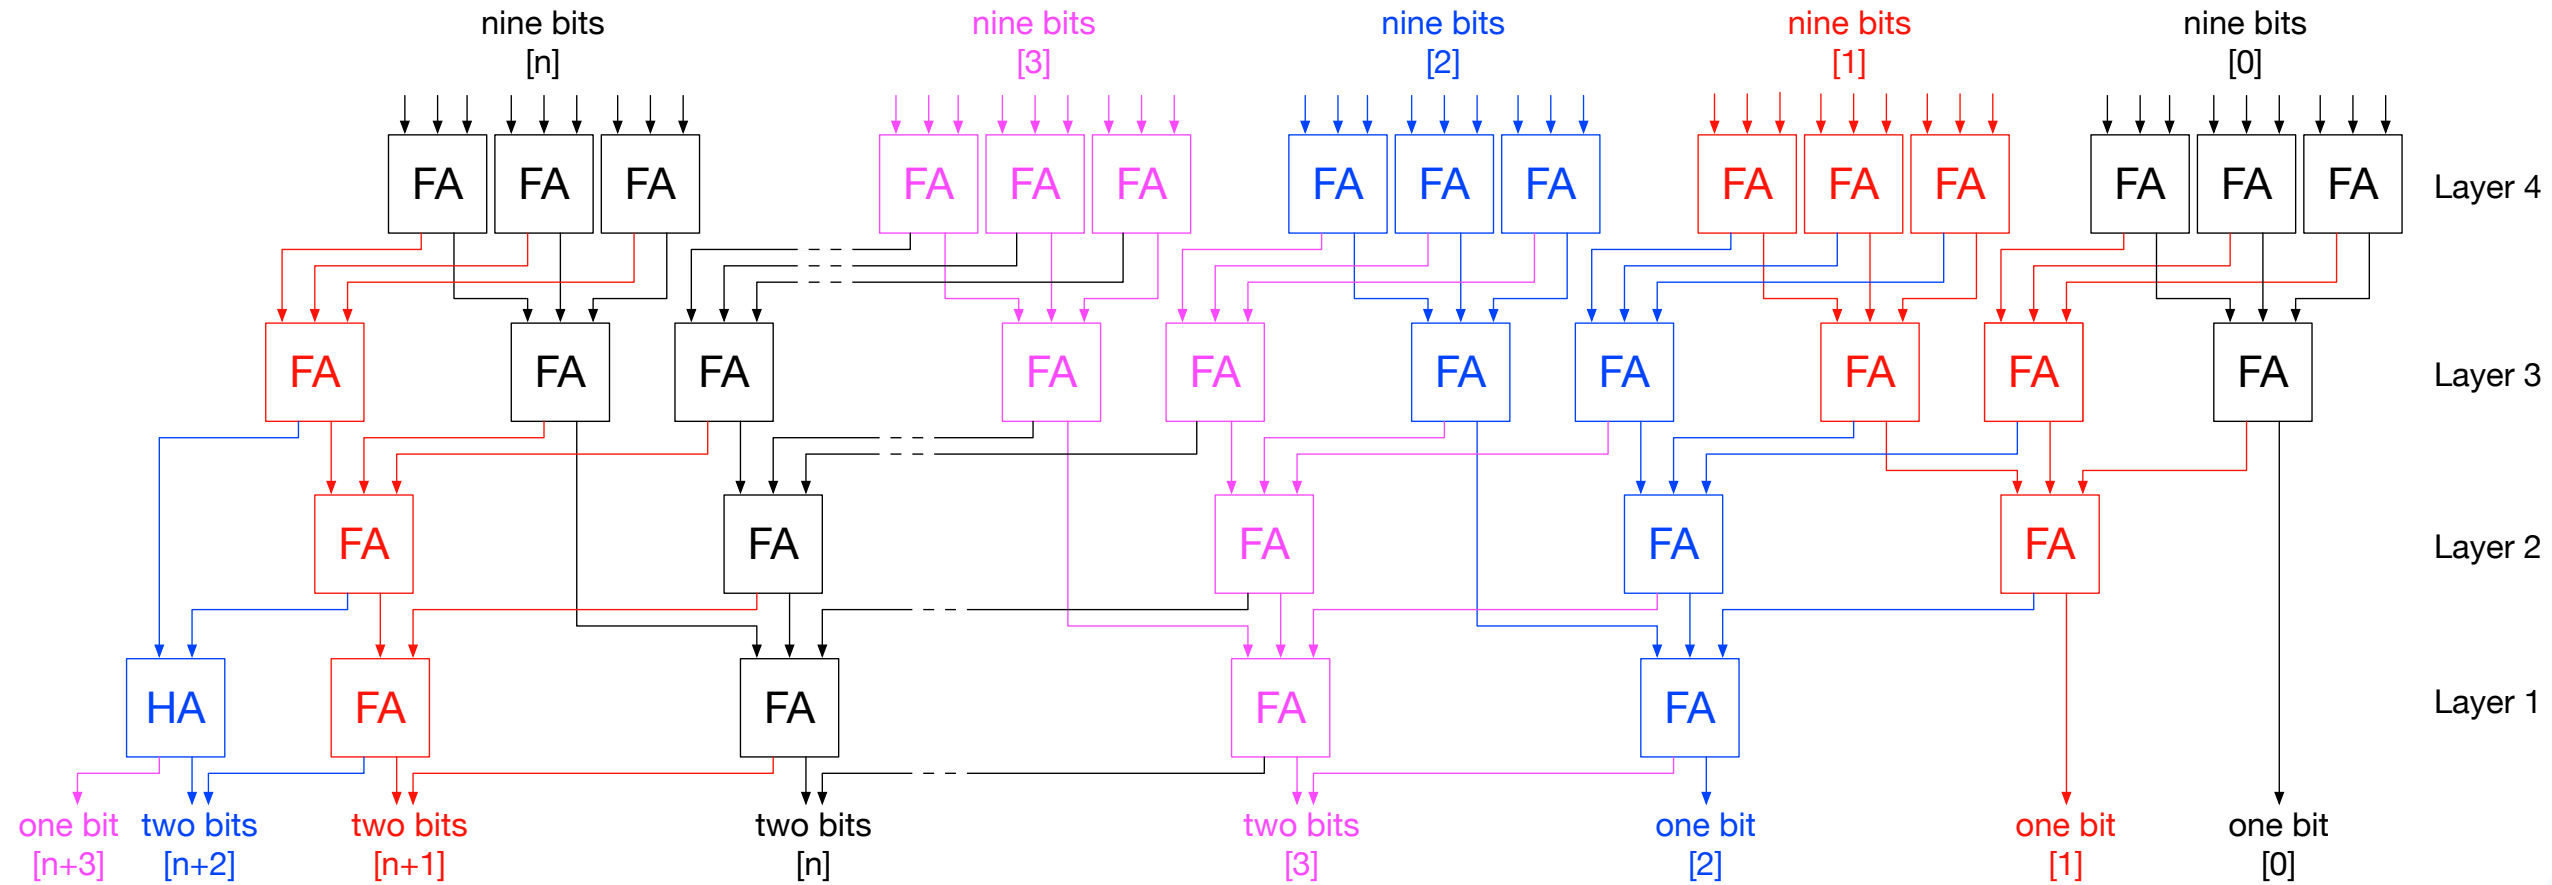 nine bits nine bits nine bits nine bits nine bits
[n] [3] [2] [1] [0]
FA FA FA FA FA FA FA FA FA FA FA FA FA FA FA Layer 4
FA FA FA FA FA FA FA FA FA FA Layer 3
FA FA FA FA FA Layer 2
HA FA FA FA FA Layer 1
one bit two bits two bits two bits two bits one bit one bit one bit
[n+3] [n+2] [n+1] [n] [3] [2] [1] [0]